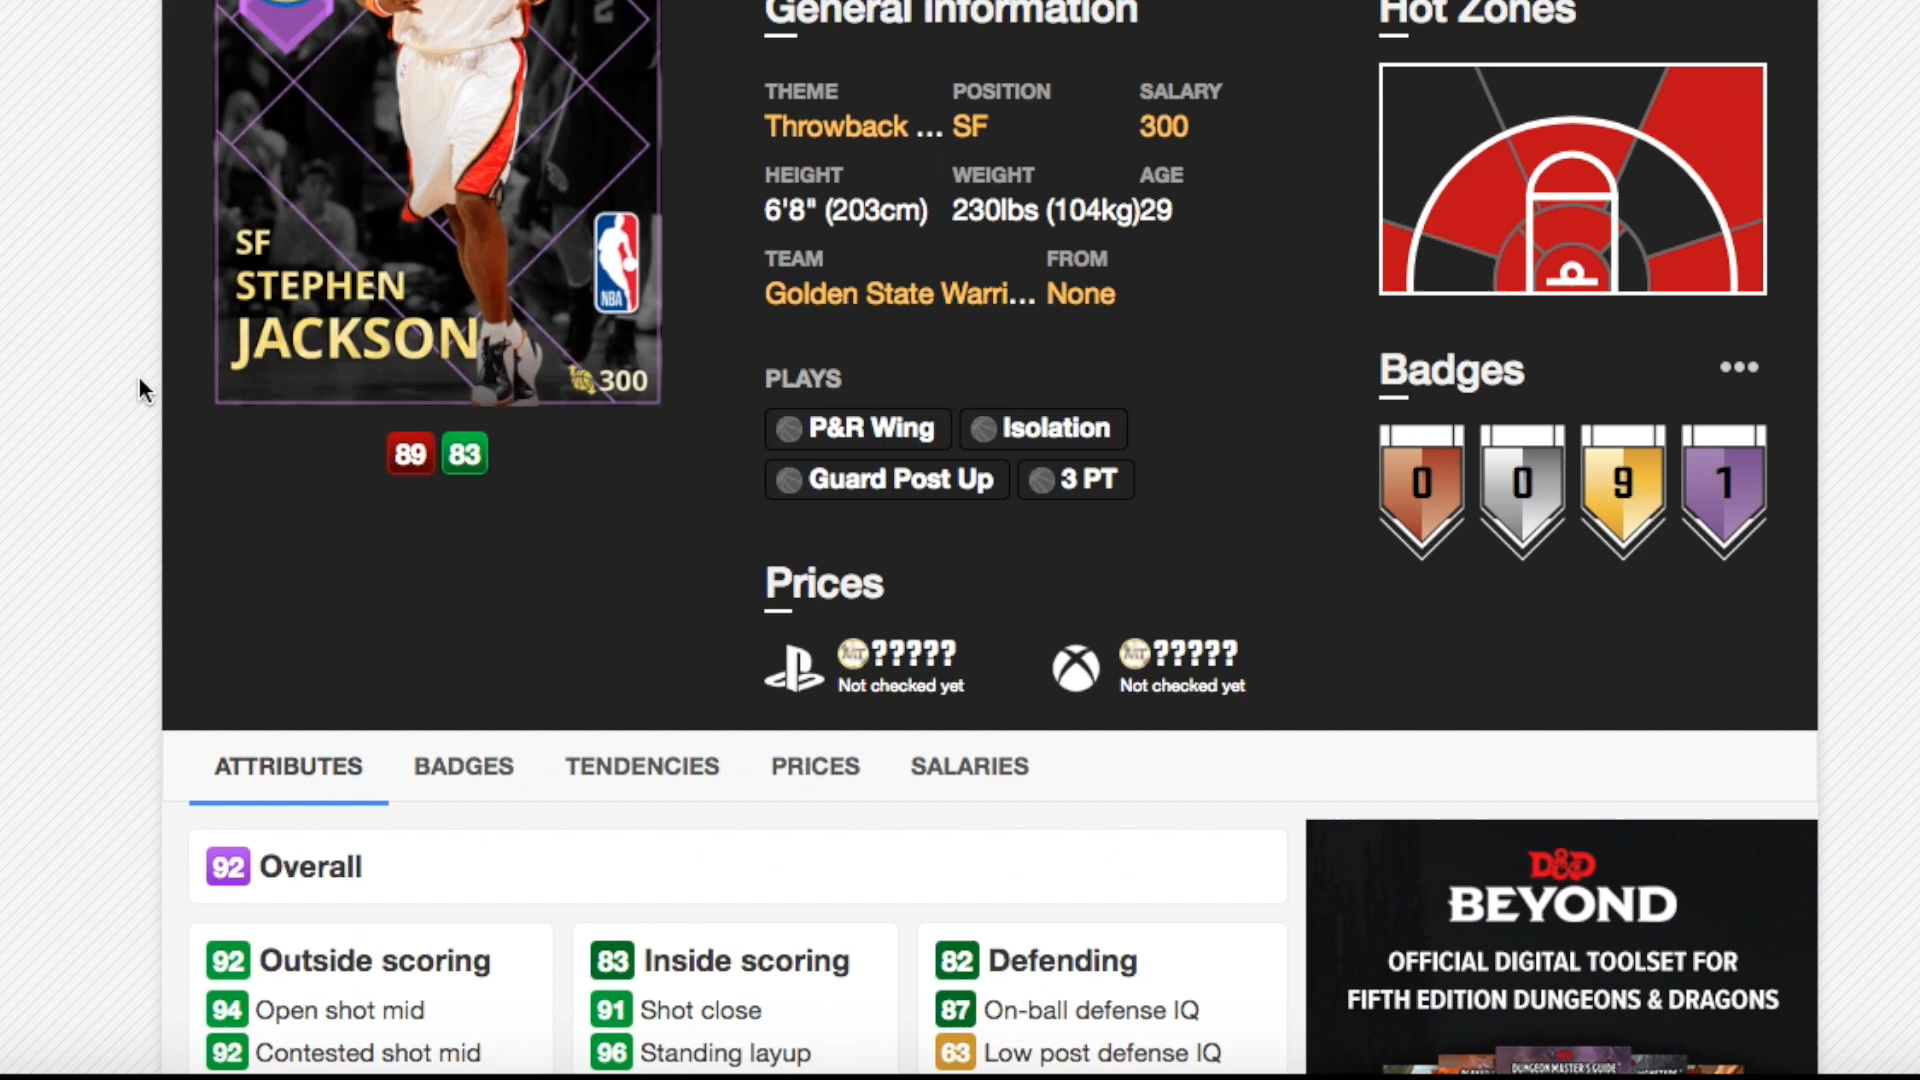 General Information
Hot Zones
THEME POSITION SALARY
Throwback ... SF 300
HEIGHT WEIGHT AGE
6'8" (203cm) 230lbs (104kg) 29
TEAM FROM
Golden State Warri... None
SF
STEPHEN
JACKSON
NBA
300
89 83
PLAYS
P&R Wing Isolation
Guard Post Up 3 PT
Badges
0 0 9 1
Prices
MT ????? MT ?????
Not checked yet Not checked yet
ATTRIBUTES BADGES TENDENCIES PRICES SALARIES
92 Overall
92 Outside scoring
94 Open shot mid
92 Contested shot mid
83 Inside scoring
91 Shot close
96 Standing layup
82 Defending
87 On-ball defense IQ
63 Low post defense IQ
D&D
BEYOND
OFFICIAL DIGITAL TOOLSET FOR
FIFTH EDITION DUNGEONS & DRAGONS
DUNGEON MASTER'S GUIDE